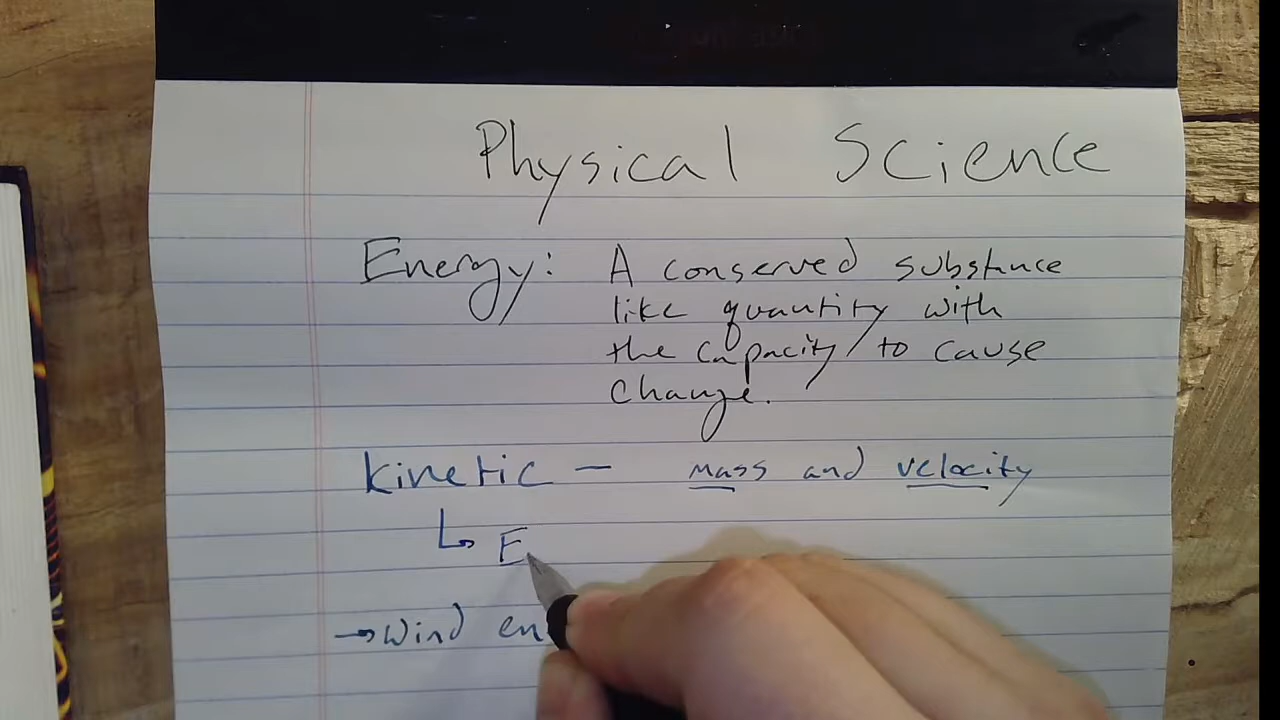 Physical Science
Energy: A conserved substance
like quantity with
the capacity to cause
change.
kinetic — mass and velocity
↳ E
→ Wind en